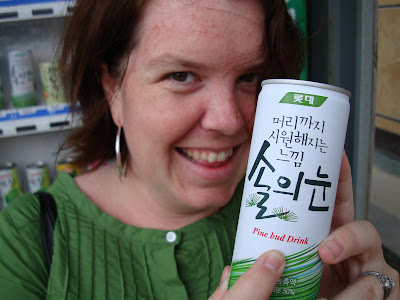 롯데
머리까지
시원해지는
느낌
솔의눈
Pine bud Drink